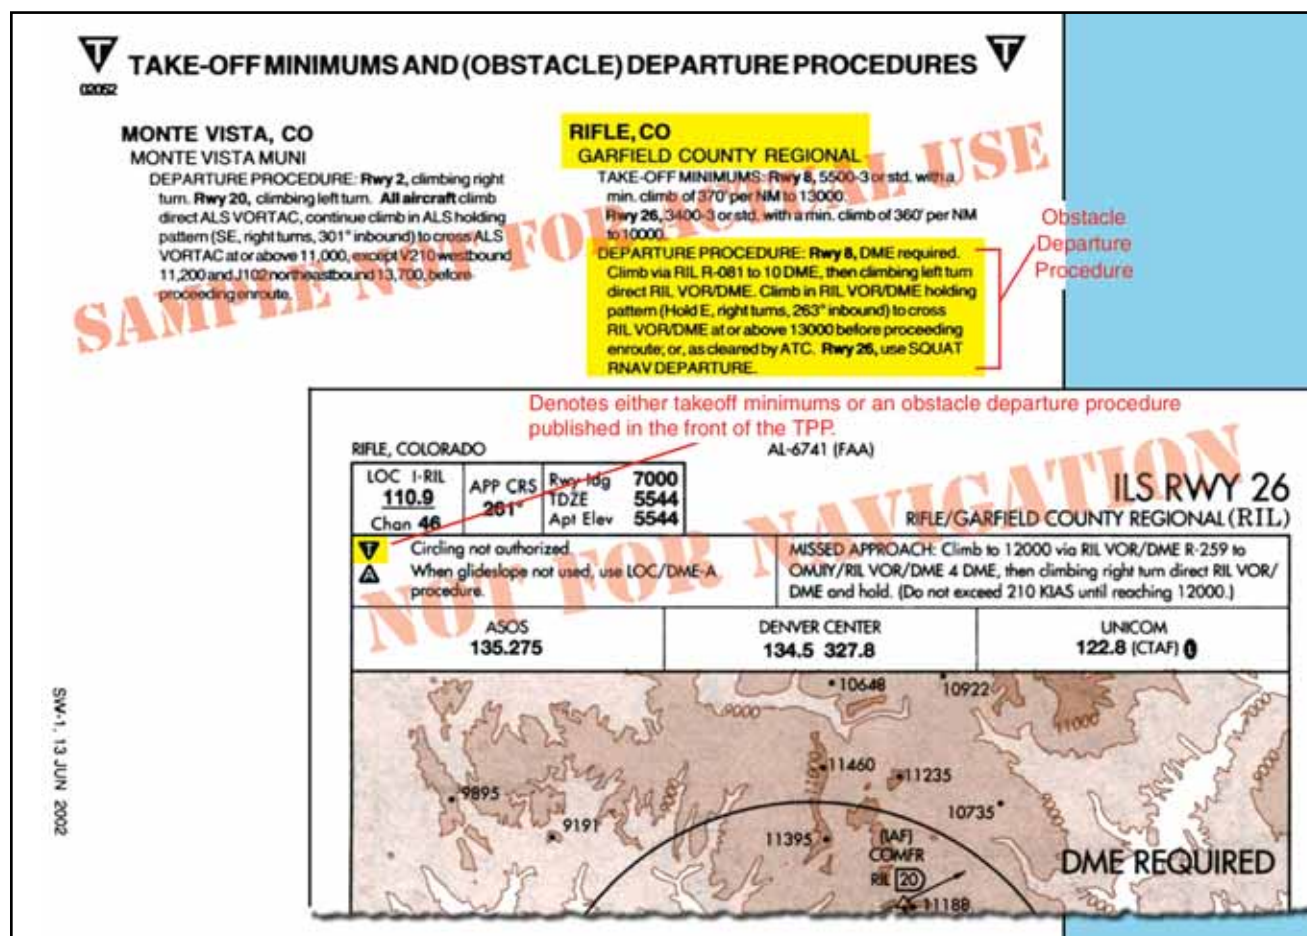 TAKE-OFF MINIMUMS AND (OBSTACLE) DEPARTURE PROCEDURES
02052
MONTE VISTA, CO
MONTE VISTA MUNI
DEPARTURE PROCEDURE: Rwy 2, climbing right
turn. Rwy 20, climbing left turn. All aircraft climb
direct ALS VORTAC, continue climb in ALS holding
pattern (SE, right turns, 301° inbound) to cross ALS
VORTAC at or above 11,000, except V210 westbound
11,200 and J102 northeastbound 13,700, before
proceeding enroute.
RIFLE, CO
GARFIELD COUNTY REGIONAL
TAKE-OFF MINIMUMS: Rwy 8, 5500-3 or std. with a
min. climb of 370' per NM to 13000.
Rwy 26, 3400-3 or std. with a min. climb of 360' per NM
to 10000.
DEPARTURE PROCEDURE: Rwy 8, DME required.
Climb via RIL R-081 to 10 DME, then climbing left turn
direct RIL VOR/DME. Climb in RIL VOR/DME holding
pattern (Hold E, right turns, 263° inbound) to cross
RIL VOR/DME at or above 13000 before proceeding
enroute; or, as cleared by ATC. Rwy 26, use SQUAT
RNAV DEPARTURE.
Obstacle
Departure
Procedure
SAMPLE NOT FOR ACTUAL USE
Denotes either takeoff minimums or an obstacle departure procedure
published in the front of the TPP.
RIFLE, COLORADO
AL-6741 (FAA)
LOC I-RIL
110.9
Chan 46
APP CRS
261°
Rwy ldg 7000
TDZE 5544
Apt Elev 5544
ILS RWY 26
RIFLE/GARFIELD COUNTY REGIONAL (RIL)
T
Circling not authorized.
A
When glideslope not used, use LOC/DME-A
procedure.
MISSED APPROACH: Climb to 12000 via RIL VOR/DME R-259 to
OMUIY/RIL VOR/DME 4 DME, then climbing right turn direct RIL VOR/
DME and hold. (Do not exceed 210 KIAS until reaching 12000.)
NOT FOR NAVIGATION
ASOS
135.275
DENVER CENTER
134.5 327.8
UNICOM
122.8 (CTAF) L
10648
10922
9000
11000
7000
11460
11235
9000
9895
10735
9000
9191
11395
(IAF)
COMFR
RIL 20
11188
DME REQUIRED
SW-1, 13 JUN 2002